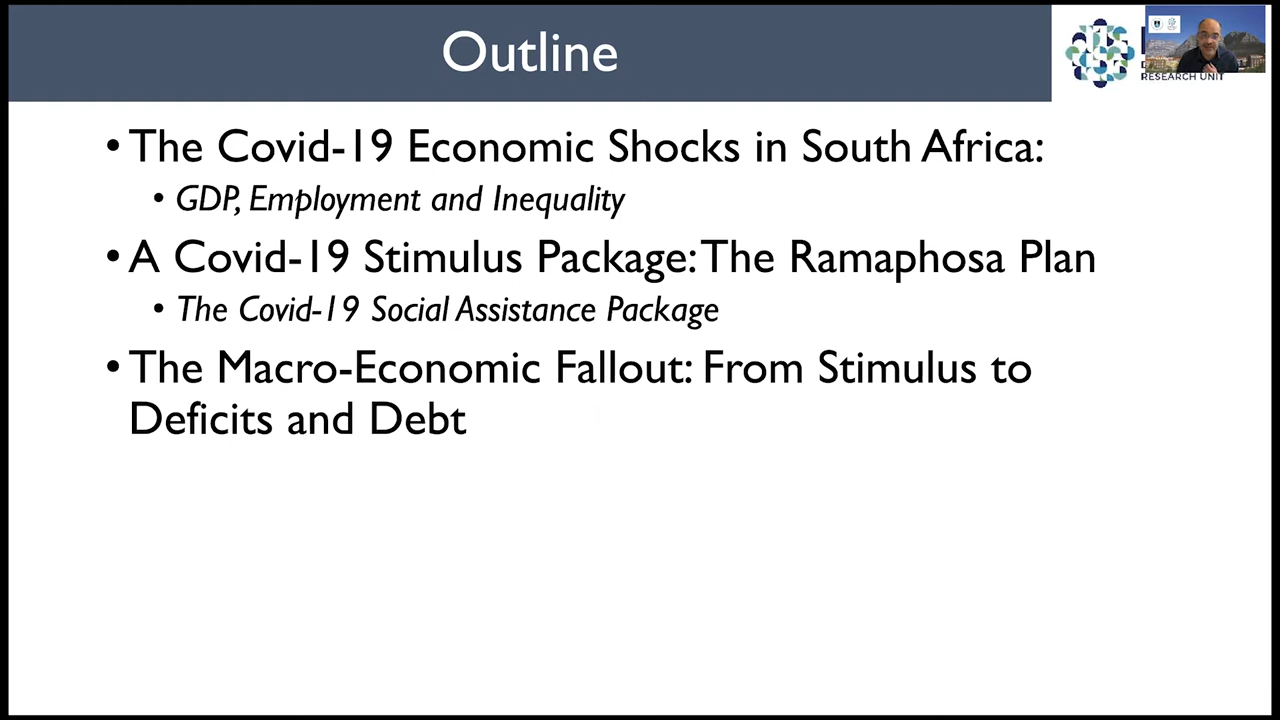 Outline
RESEARCH UNIT
• The Covid-19 Economic Shocks in South Africa:
• GDP, Employment and Inequality
• A Covid-19 Stimulus Package: The Ramaphosa Plan
• The Covid-19 Social Assistance Package
• The Macro-Economic Fallout: From Stimulus to
Deficits and Debt